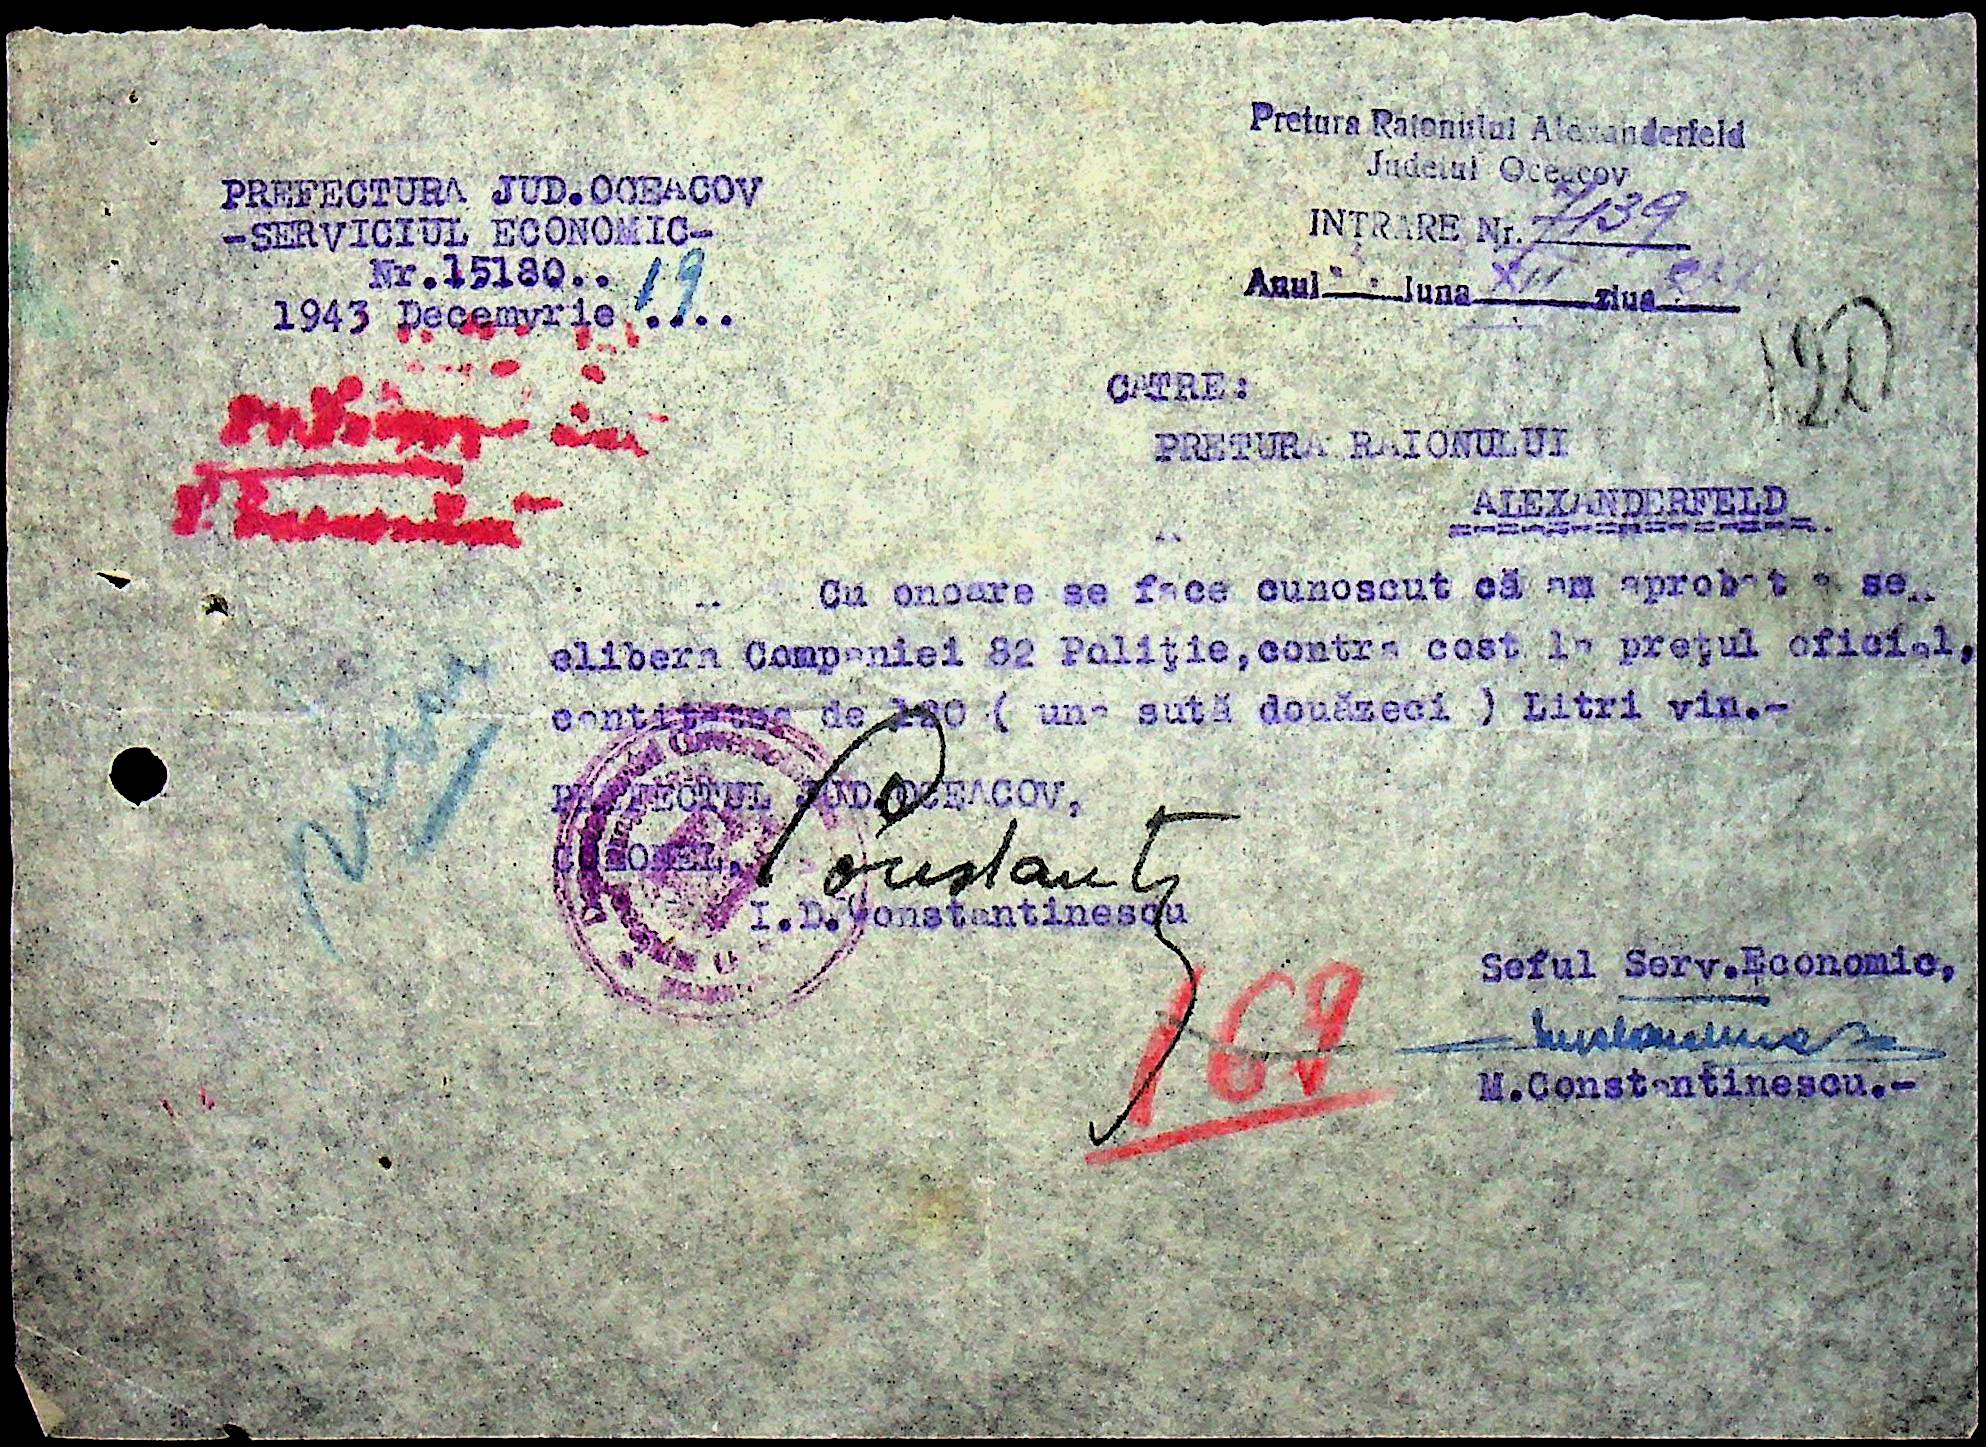 Pretura Raionului Alexanderfeld
Judetul Oceacov
INTRARE Nr. 7139
Anul luna XII ziua
PREFECTURA JUD.OCEACOV
-SERVICIUL ECONOMIC-
Nr.15180..
1943 Decemvrie 19....
120
CATRE:
PRETURA RAIONULUI
ALEXANDERFELD
Cu onoare se face cunoscut că am aprobat a se
elibera Companiei 82 Poliţie,contra cost la preţul oficial,
cantitatea de 120 ( una sută douăzeci ) Litri vin.-
PREFECTUL JUD.OCEACOV,
COLONEL,
I.D.Constantinescu
Seful Serv.Economic,
M.Constantinescu.-
169